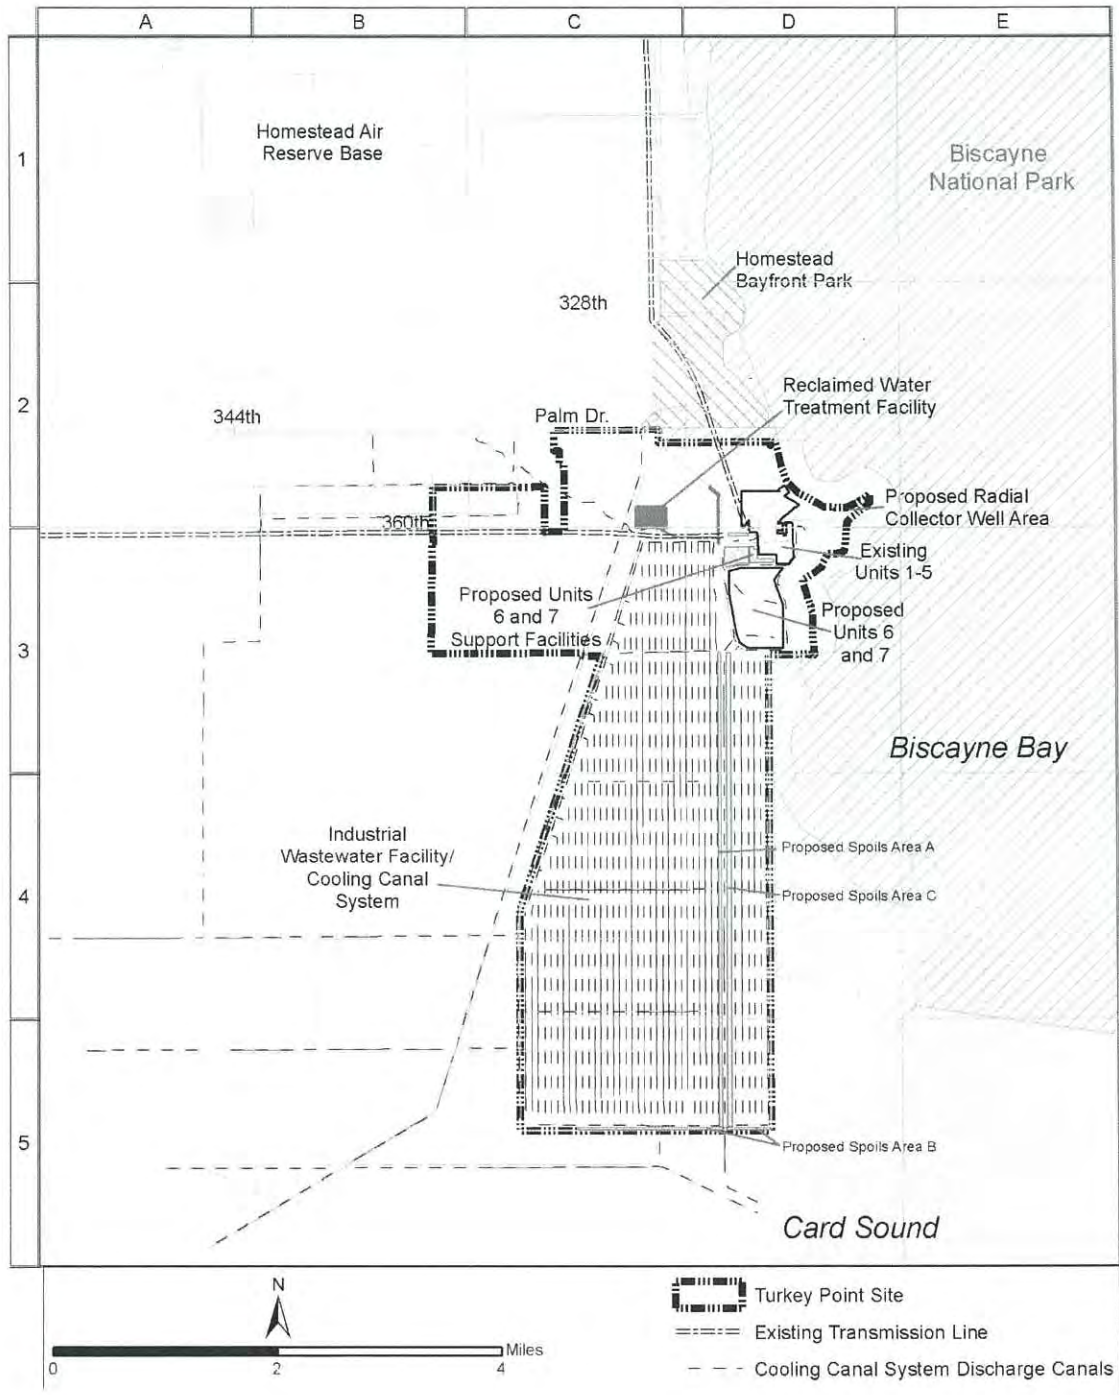 A
B
C
D
E
1
2
3
4
5
Homestead Air
Reserve Base
Biscayne
National Park
Homestead
Bayfront Park
328th
Reclaimed Water
Treatment Facility
344th
Palm Dr.
Proposed Radial
Collector Well Area
360th
Existing
Units 1-5
Proposed Units
6 and 7
Support Facilities
Proposed
Units 6
and 7
Biscayne Bay
Industrial
Wastewater Facility/
Cooling Canal
System
Proposed Spoils Area A
Proposed Spoils Area C
Proposed Spoils Area B
Card Sound
N
Miles
0
2
4
Turkey Point Site
Existing Transmission Line
Cooling Canal System Discharge Canals